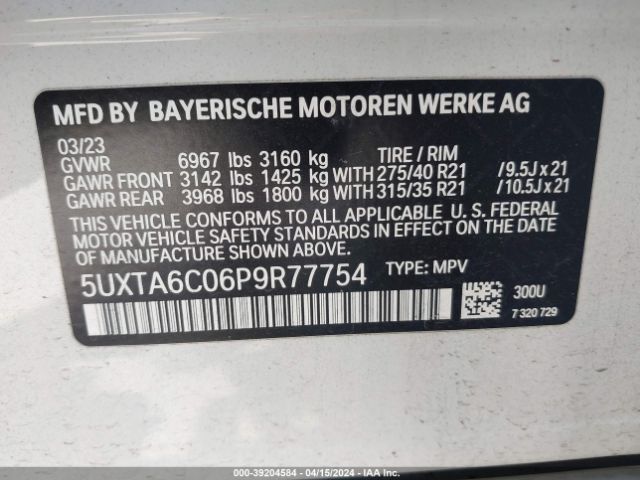 MFD BY BAYERISCHE MOTOREN WERKE AG
03/23
GVWR 6967 lbs 3160 kg TIRE / RIM
GAWR FRONT 3142 lbs 1425 kg WITH 275/40 R21 / 9.5J x 21
GAWR REAR 3968 lbs 1800 kg WITH 315/35 R21 / 10.5J x 21
THIS VEHICLE CONFORMS TO ALL APPLICABLE U. S. FEDERAL
MOTOR VEHICLE SAFETY STANDARDS IN EFFECT ON THE DATE
OF MANUFACTURE SHOWN ABOVE.
5UXTA6C06P9R77754 TYPE: MPV
300U
7 320 729
000-39204584 - 04/15/2024 - IAAI.COM